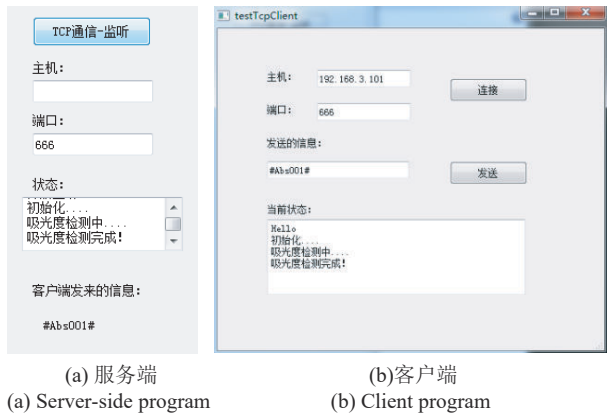 TCP通信-监听
主机:
端口:
666
状态:
初始化....
吸光度检测中....
吸光度检测完成!
客户端发来的信息:
#Abs001#
testTcpClient
主机:
192.168.3.101
连接
端口:
666
发送的信息:
#Abs001#
发送
当前状态:
Hello
初始化....
吸光度检测中....
吸光度检测完成!
(a) 服务端
(a) Server-side program
(b)客户端
(b) Client program